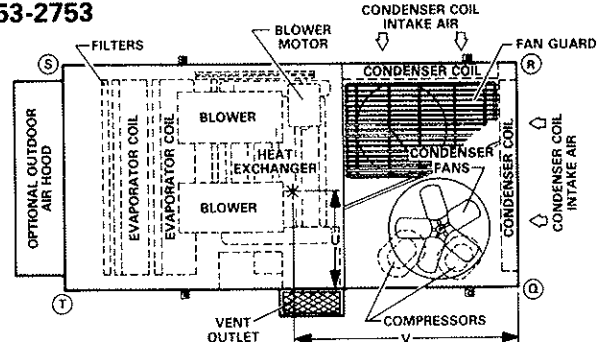 53-2753
CONDENSER COIL
INTAKE AIR
BLOWER
MOTOR
FILTERS
FAN GUARD
S
R
CONDENSER COIL
BLOWER
HEAT
EXCHANGER
CONDENSER
FANS
BLOWER
OPTIONAL OUTDOOR
AIR HOOD
EVAPORATOR COIL
EVAPORATOR COIL
CONDENSER COIL
CONDENSER COIL
INTAKE AIR
T
Q
VENT
OUTLET
COMPRESSORS
V